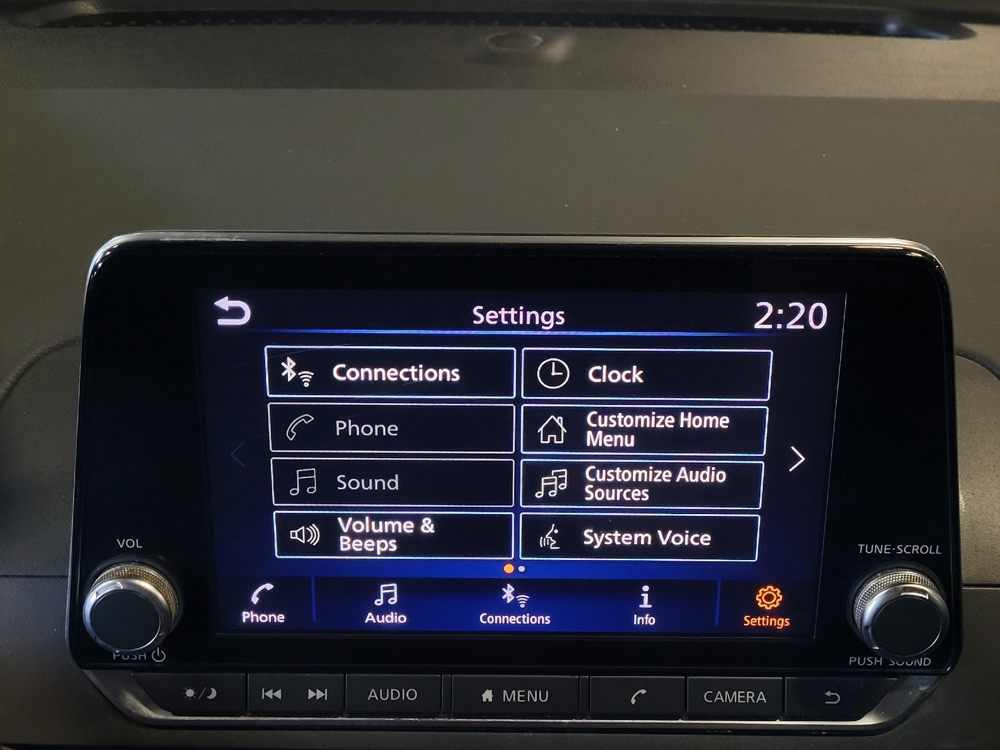 Settings
2:20
Connections
Clock
Phone
Customize Home
Menu
Sound
Customize Audio
Sources
Volume &
Beeps
System Voice
VOL
TUNE·SCROLL
Phone
Audio
Connections
Info
Settings
PUSH
PUSH SOUND
AUDIO
MENU
CAMERA